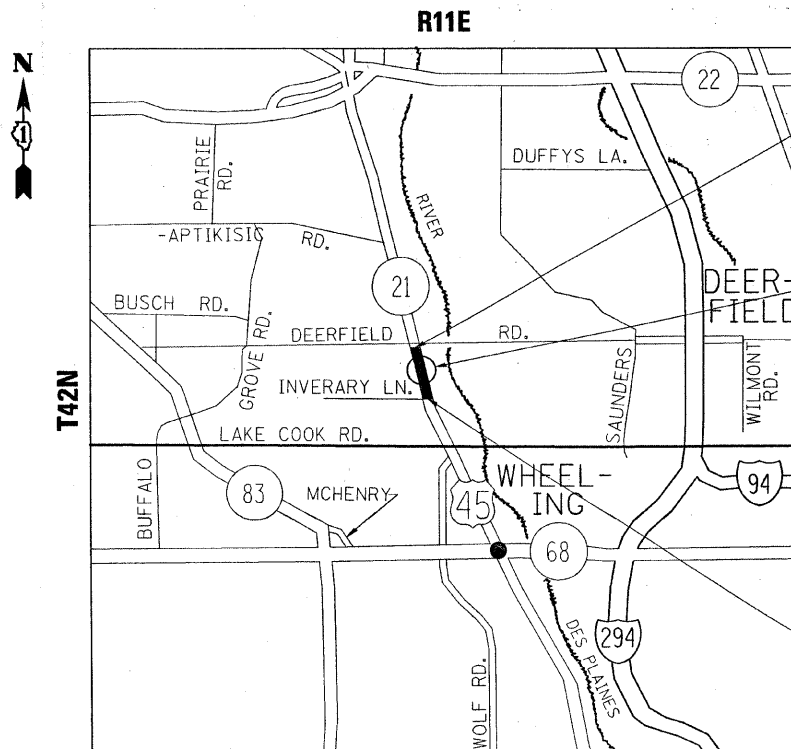 R11E
N
1
22
PRAIRIE
RD.
DUFFYS LA.
RIVER
-APTIKISIC RD.
21
DEER-
FIELD
BUSCH RD.
GROVE RD.
DEERFIELD RD.
INVERARY LN.
SAUNDERS
WILMONT
RD.
T42N
LAKE COOK RD.
BUFFALO
83
MCHENRY
45
WHEEL-
ING
94
68
294
DES PLAINES
WOLF RD.